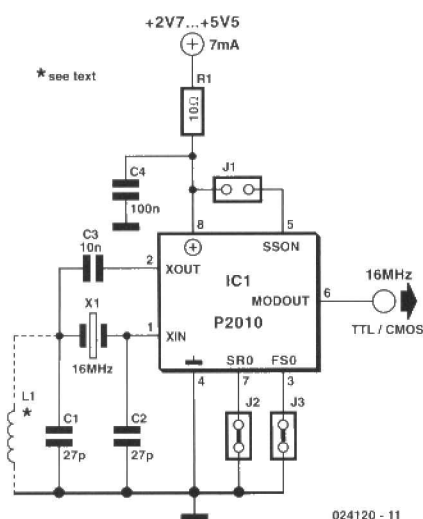 +2V7...+5V5
7mA
* see text
R1
10Ω
C4
100n
J1
8
5
C3
10n
2
XOUT
SSON
IC1
16MHz
X1
MODOUT
6
1
XIN
P2010
TTL / CMOS
16MHz
SR0
FS0
L1
*
4
7
3
C1
C2
J2
J3
27p
27p
024120 - 11